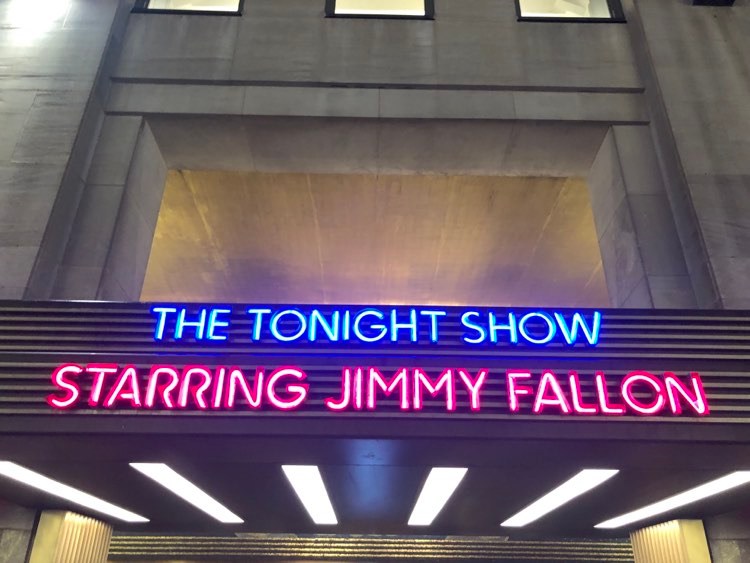 THE TONIGHT SHOW
STARRING JIMMY FALLON